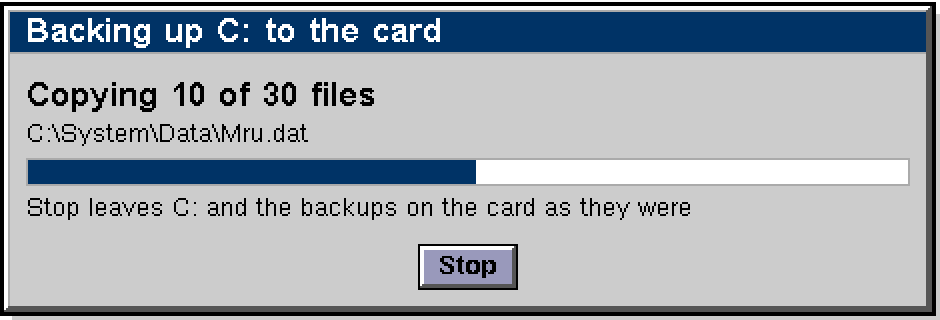 Backing up C: to the card
Copying 10 of 30 files
C:\System\Data\Mru.dat
Stop leaves C: and the backups on the card as they were
Stop